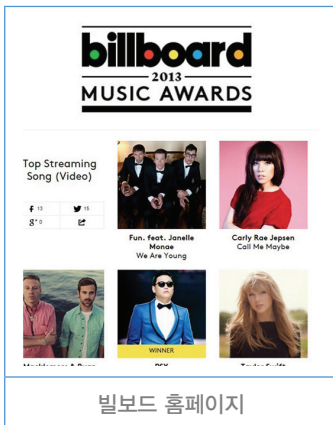 billboard
2013
MUSIC AWARDS
Top Streaming
Song (Video)
13
15
g+ 0
Fun. feat. Janelle
Monae
We Are Young
Carly Rae Jepsen
Call Me Maybe
WINNER
빌보드 홈페이지